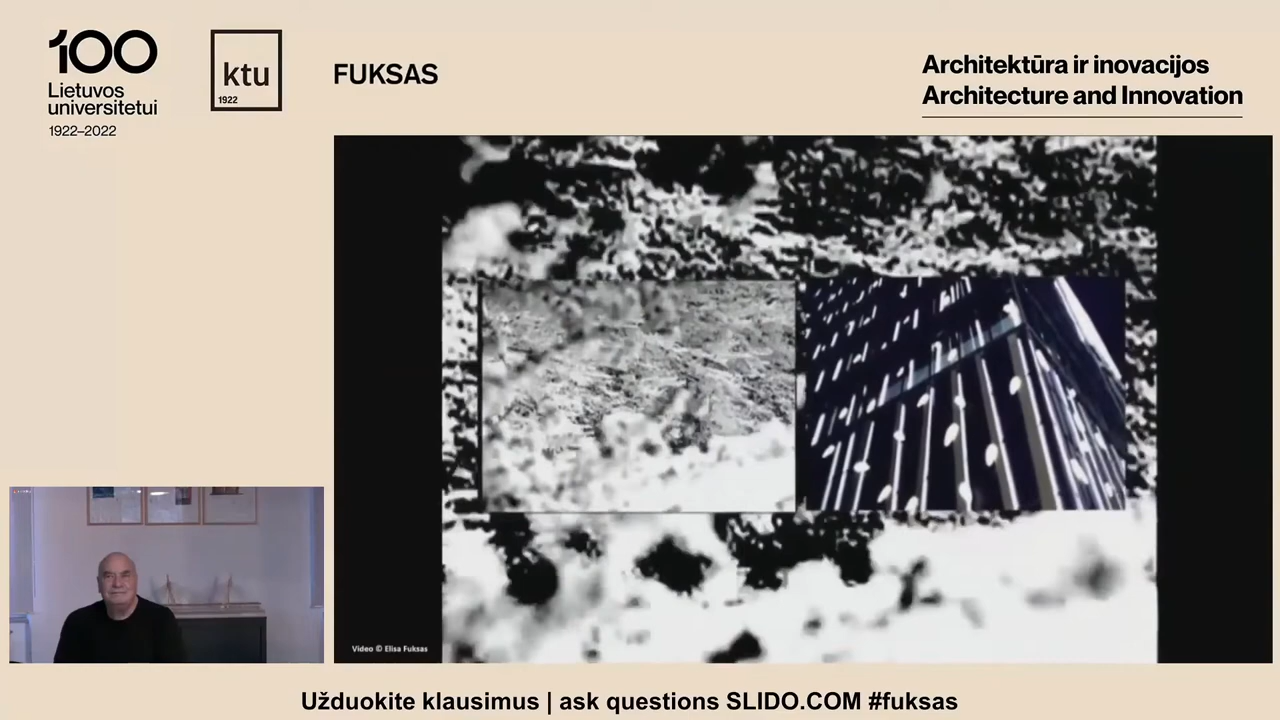 100
Lietuvos
universitetui
1922–2022
ktu
1922
FUKSAS
Architektūra ir inovacijos
Architecture and Innovation
Video © Elisa Fuksas
Užduokite klausimus | ask questions SLIDO.COM #fuksas